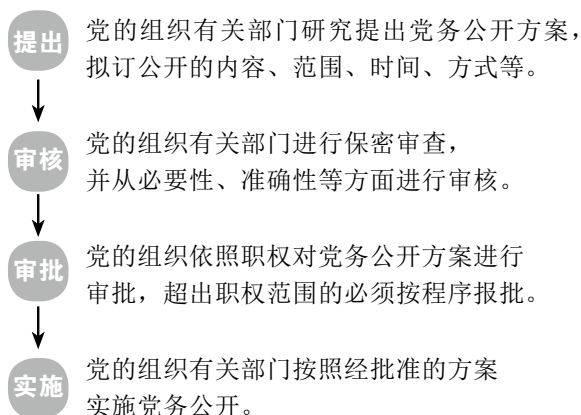 提出
党的组织有关部门研究提出党务公开方案，
拟订公开的内容、范围、时间、方式等。
审核
党的组织有关部门进行保密审查，
并从必要性、准确性等方面进行审核。
审批
党的组织依照职权对党务公开方案进行
审批，超出职权范围的必须按程序报批。
实施
党的组织有关部门按照经批准的方案
实施党务公开。